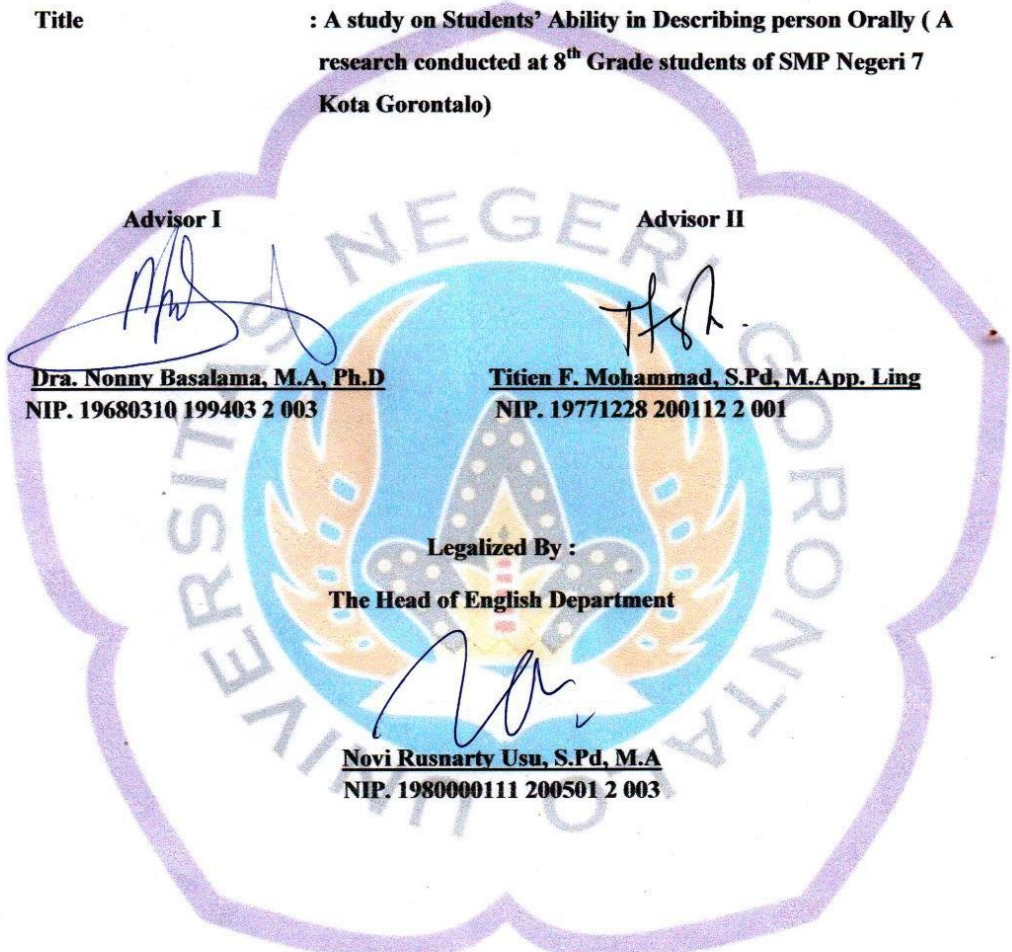 Title : A study on Students' Ability in Describing person Orally ( A
research conducted at 8th Grade students of SMP Negeri 7
Kota Gorontalo)
Advisor I Advisor II
Dra. Nonny Basalama, M.A, Ph.D Titien F. Mohammad, S.Pd, M.App. Ling
NIP. 19680310 199403 2 003 NIP. 19771228 200112 2 001
Legalized By :
The Head of English Department
Novi Rusnarty Usu, S.Pd, M.A
NIP. 1980000111 200501 2 003
UNIVERSITAS NEGERI GORONTALO